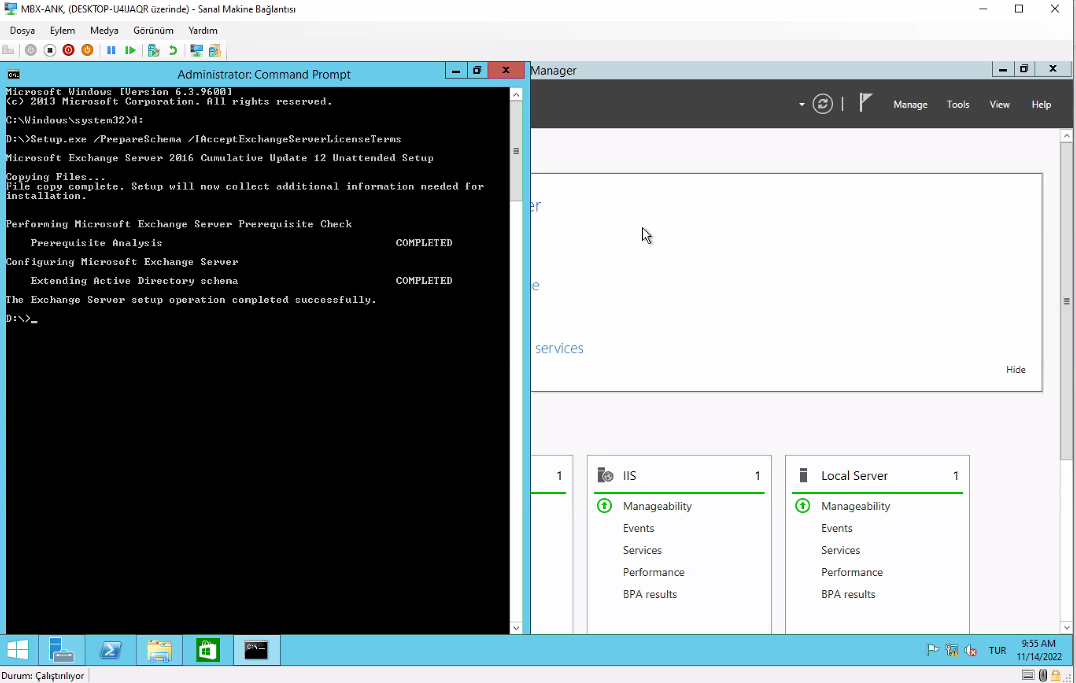 MBX-ANK, (DESKTOP-U4UAQR üzerinde) - Sanal Makine Bağlantısı
Dosya Eylem Medya Görünüm Yardım
Administrator: Command Prompt
Manager
Microsoft Windows [Version 6.3.9600]
(c) 2013 Microsoft Corporation. All rights reserved.
C:\Windows\system32>d:
D:\>Setup.exe /PrepareSchema /IAcceptExchangeServerLicenseTerms
Microsoft Exchange Server 2016 Cumulative Update 12 Unattended Setup
Copying Files...
File copy complete. Setup will now collect additional information needed for
installation.
Performing Microsoft Exchange Server Prerequisite Check
Prerequisite Analysis COMPLETED
Configuring Microsoft Exchange Server
Extending Active Directory schema COMPLETED
The Exchange Server setup operation completed successfully.
D:\>_
Manage Tools View Help
er
e
services
Hide
1
IIS 1
Manageability
Events
Services
Performance
BPA results
Local Server 1
Manageability
Events
Services
Performance
BPA results
TUR
9:55 AM
11/14/2022
Durum: Çalıştırılıyor